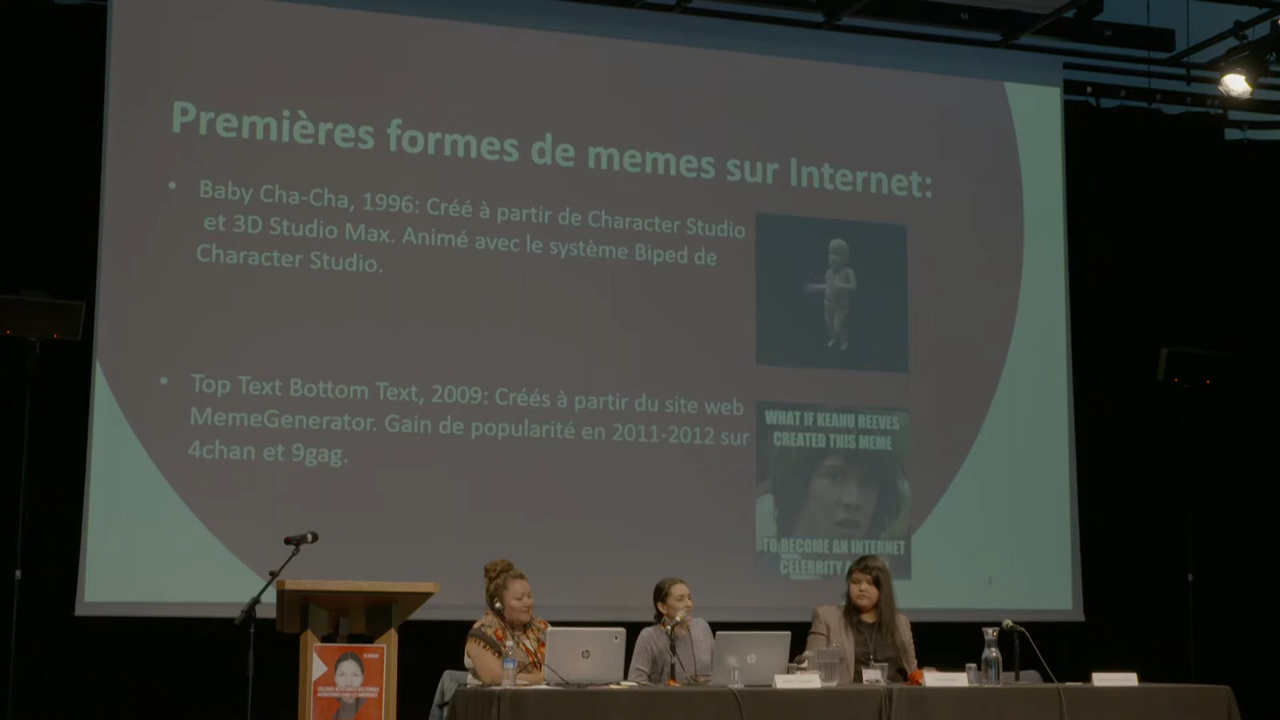 Premières formes de memes sur Internet:
• Baby Cha-Cha, 1996: Créé à partir de Character Studio
et 3D Studio Max. Animé avec le système Biped de
Character Studio.
• Top Text Bottom Text, 2009: Créés à partir du site web
MemeGenerator. Gain de popularité en 2011-2012 sur
4chan et 9gag.
WHAT IF KEANU REEVES
CREATED THIS MEME
TO BECOME AN INTERNET
CELEBRITY
hp
hp